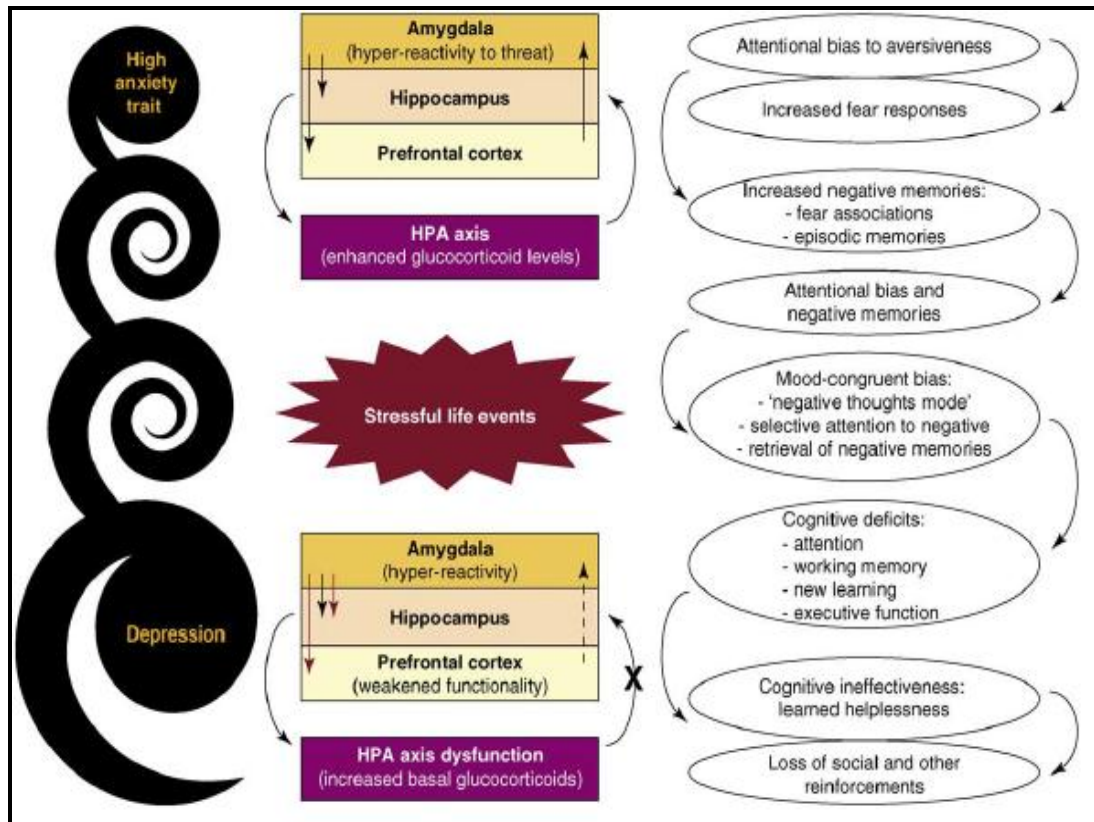 High
anxiety
trait
Depression
Amygdala
(hyper-reactivity to threat)
Hippocampus
Prefrontal cortex
HPA axis
(enhanced glucocorticoid levels)
Stressful life events
Amygdala
(hyper-reactivity)
Hippocampus
Prefrontal cortex
(weakened functionality)
X
HPA axis dysfunction
(increased basal glucocorticoids)
Attentional bias to aversiveness
Increased fear responses
Increased negative memories:
- fear associations
- episodic memories
Attentional bias and
negative memories
Mood-congruent bias:
- ‘negative thoughts mode’
- selective attention to negative
- retrieval of negative memories
Cognitive deficits:
- attention
- working memory
- new learning
- executive function
Cognitive ineffectiveness:
learned helplessness
Loss of social and other
reinforcements